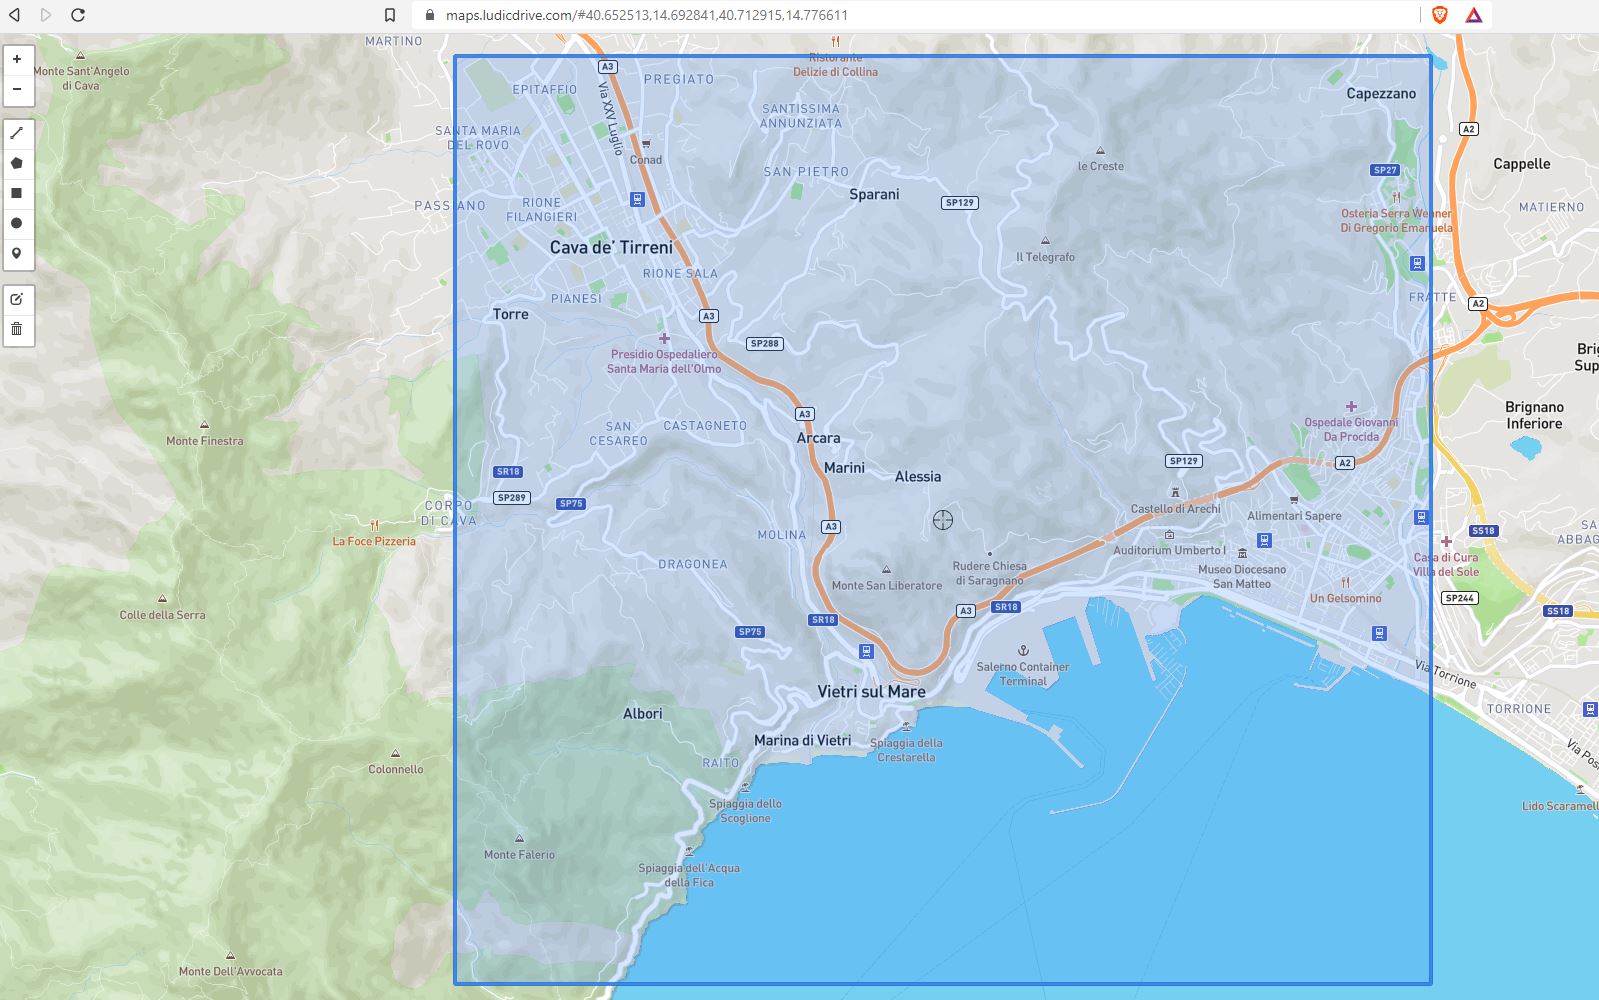 maps.ludicdrive.com/#40.652513,14.692841,40.712915,14.776611
MARTINO
Monte Sant'Angelo
di Cava
A3
PREGIATO
Ristorante
Delizie di Collina
EPITAFFIO
Via XXV Luglio
SANTISSIMA
ANNUNZIATA
Capezzano
A2
SANTA MARIA
DEL ROVO
Conad
le Creste
Cappelle
SAN PIETRO
SP27
Sparani
SP129
PASSIANO
RIONE
FILANGIERI
Osteria Serra Wenner
Di Gregorio Emanuela
MATIERNO
Cava de' Tirreni
Il Telegrafo
RIONE SALA
PIANESI
FRATTE
A2
Torre
A3
SP288
Presidio Ospedaliero
Santa Maria dell'Olmo
Brig
Sup
A3
Brignano
Inferiore
Monte Finestra
SAN
CESAREO
CASTAGNETO
Arcara
Ospedale Giovanni
Da Procida
Marini
SP129
A2
SR18
Alessia
SP289
SP75
CORPO
DI CAVA
Castello di Arechi
Alimentari Sapere
La Foce Pizzeria
MOLINA
A3
SS18
SA
ABBAG
Auditorium Umberto I
Casa di Cura
Villa del Sole
DRAGONEA
Rudere Chiesa
di Saragnano
Museo Diocesano
San Matteo
Monte San Liberatore
Un Gelsomino
SP244
Colle della Serra
A3
SR18
SS18
SP75
SR18
Salerno Container
Terminal
Via Torrione
Vietri sul Mare
TORRIONE
Albori
Marina di Vietri
Spiaggia della
Crestarella
Via Pos
RAITO
Colonnello
Spiaggia dello
Scoglione
Lido Scaramell
Monte Falerio
Spiaggia dell'Acqua
della Fica
Monte Dell'Avvocata